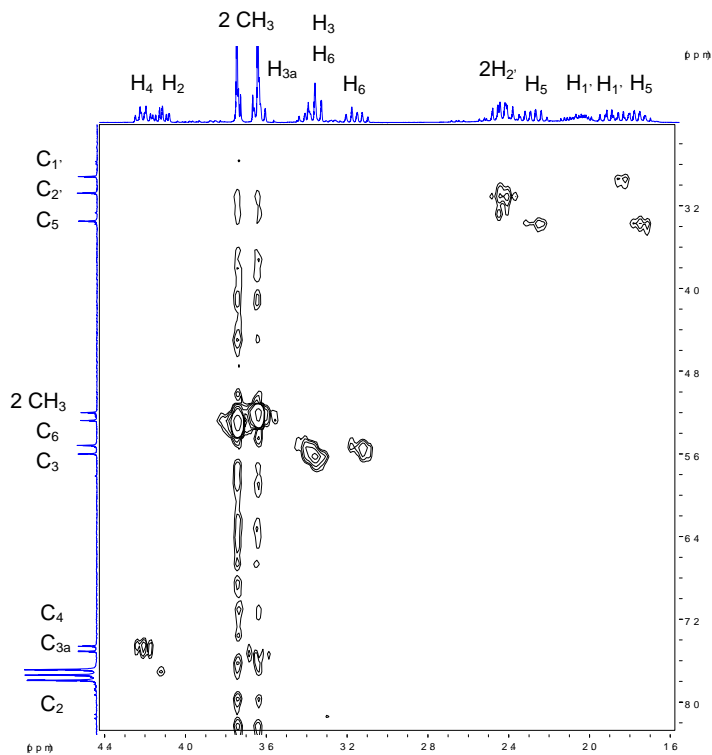 2 CH₃ H₃
H₆
H₄ H₂ H₃ₐ H₆ 2H₂' H₅ H₁' H₁' H₅
(ppm)
C₁'
C₂'
C₅
2 CH₃
C₆
C₃
C₄
C₃ₐ
C₂
32
40
48
56
64
72
80
(ppm) 44 40 36 32 28 24 20 16